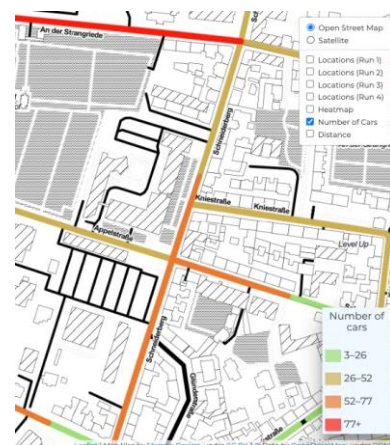 An der Strangriede
Open Street Map
Satellite
Locations (Run 1)
Locations (Run 2)
Locations (Run 3)
Locations (Run 4)
Heatmap
Number of Cars
Distance
Schneiderberg
Kniestraße
Kniestraße
Appelstraße
Level Up
Schneiderberg
Number of
cars
3–26
26–52
52–77
77+